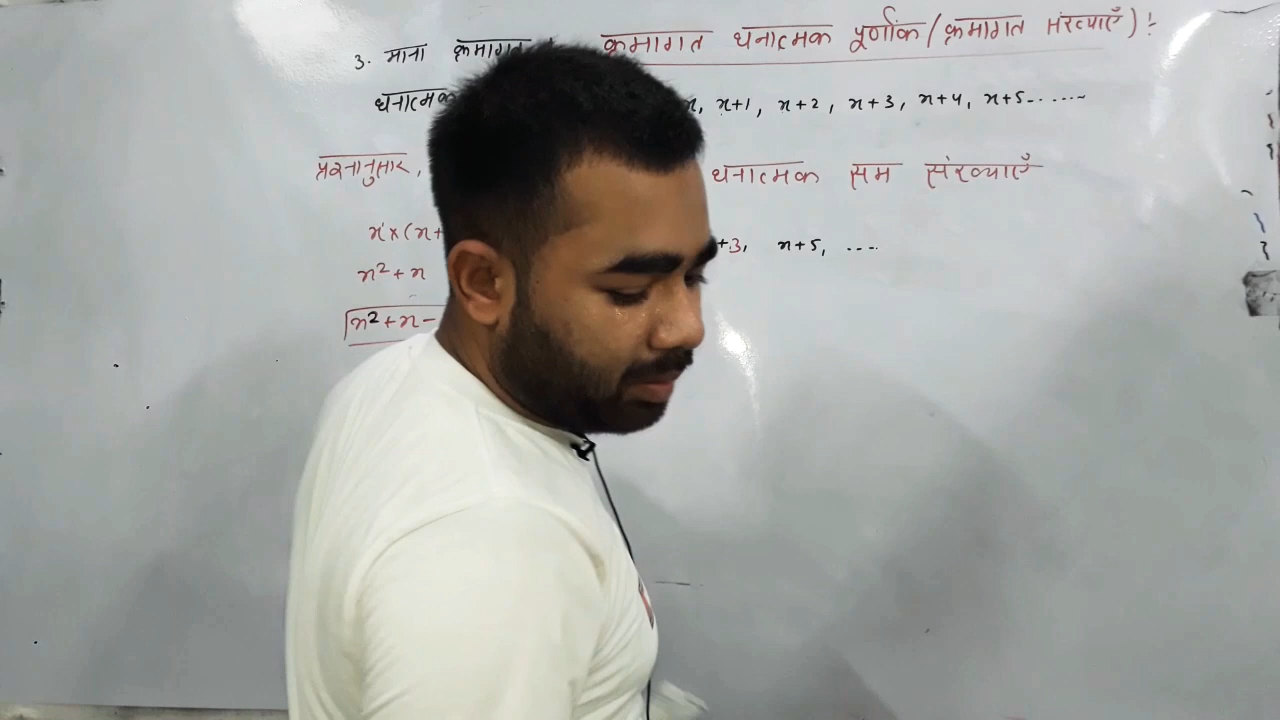 3. माना क्रमागत
धनात्मक
प्रश्नानुसार,
x×(x+
x²+x
x²+x-
क्रमागत धनात्मक पूर्णांक/क्रमागत संख्याएँ)!
x, x+1, x+2, x+3, x+4, x+5------
धनात्मक सम संख्याएँ
+3, x+5, ----